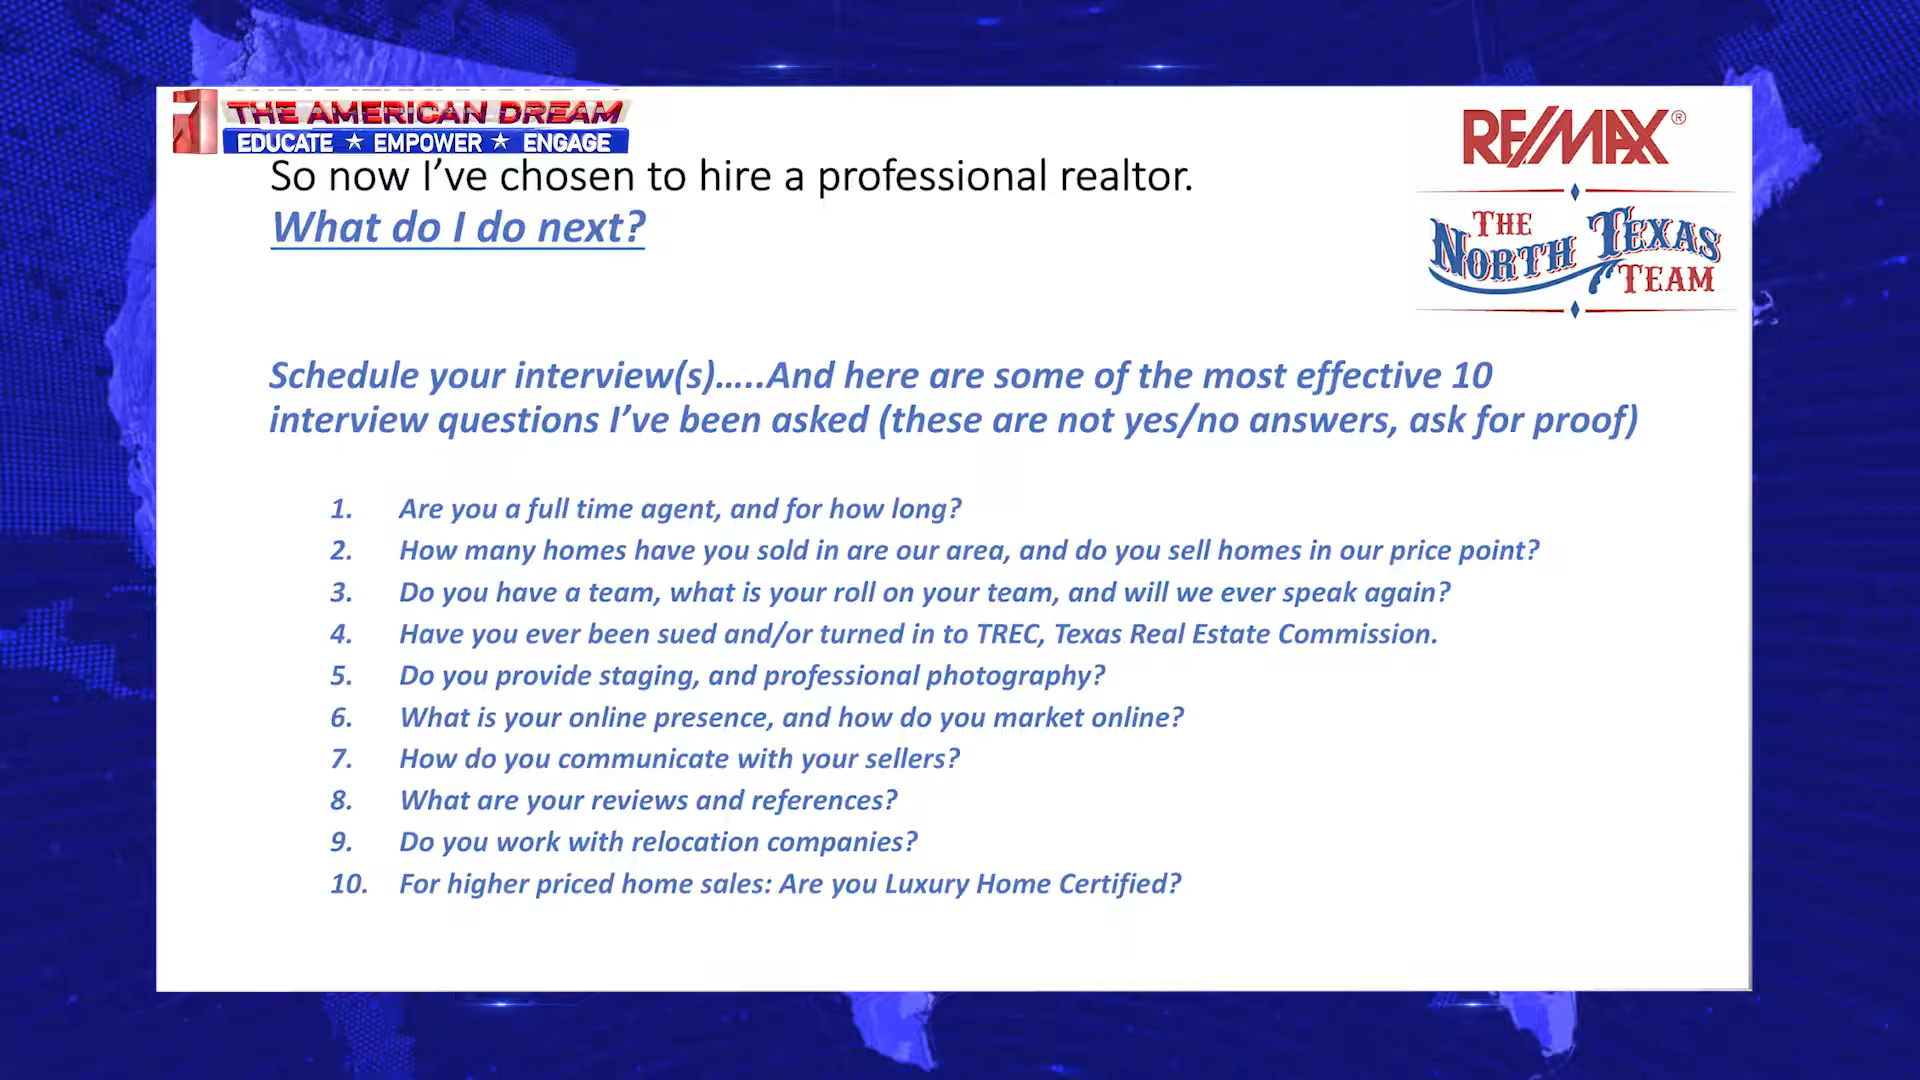 THE AMERICAN DREAM
EDUCATE ★ EMPOWER ★ ENGAGE
RE/MAX®
THE
NORTH TEXAS
TEAM
So now I’ve chosen to hire a professional realtor.
What do I do next?
Schedule your interview(s)…..And here are some of the most effective 10
interview questions I’ve been asked (these are not yes/no answers, ask for proof)
1. Are you a full time agent, and for how long?
2. How many homes have you sold in are our area, and do you sell homes in our price point?
3. Do you have a team, what is your roll on your team, and will we ever speak again?
4. Have you ever been sued and/or turned in to TREC, Texas Real Estate Commission.
5. Do you provide staging, and professional photography?
6. What is your online presence, and how do you market online?
7. How do you communicate with your sellers?
8. What are your reviews and references?
9. Do you work with relocation companies?
10. For higher priced home sales: Are you Luxury Home Certified?